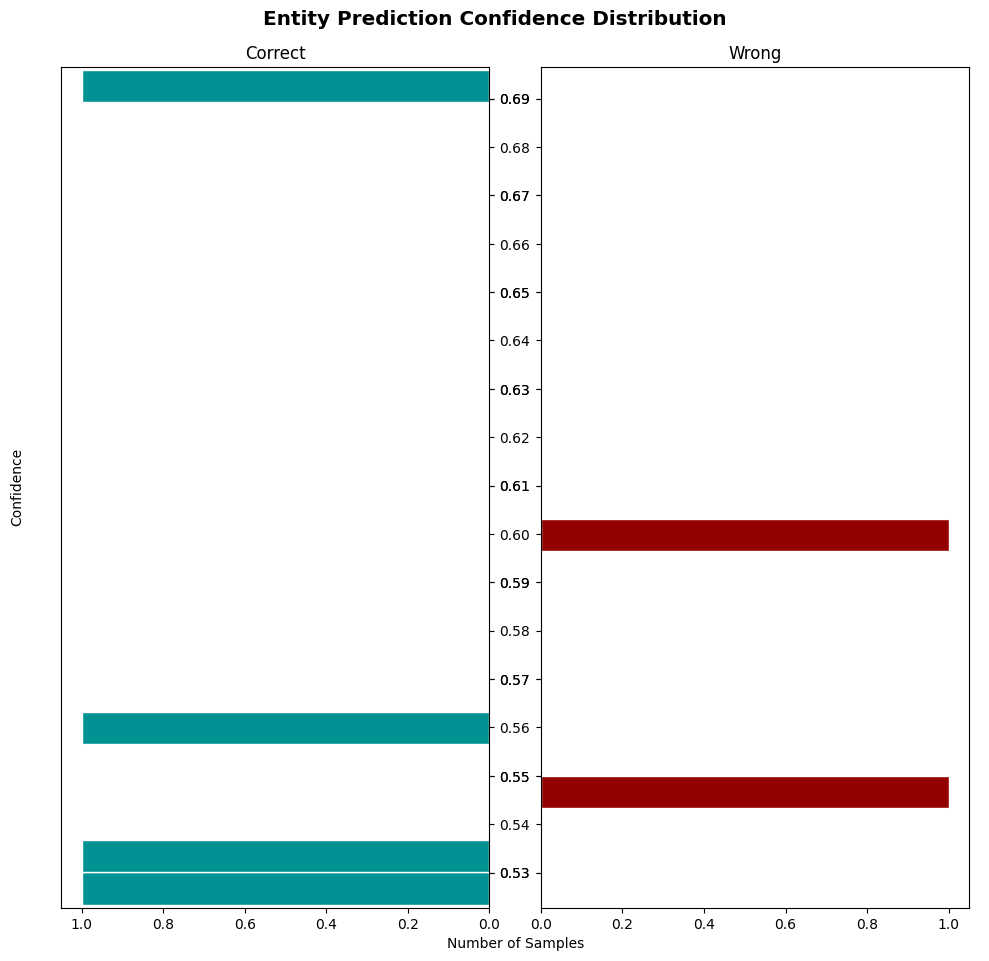 Entity Prediction Confidence Distribution
Correct
Wrong
0.69
0.68
0.67
0.66
0.65
0.64
0.63
0.62
0.61
0.60
0.59
0.58
0.57
0.56
0.55
0.54
0.53
Confidence
1.0 0.8 0.6 0.4 0.2 0.0
0.0 0.2 0.4 0.6 0.8 1.0
Number of Samples